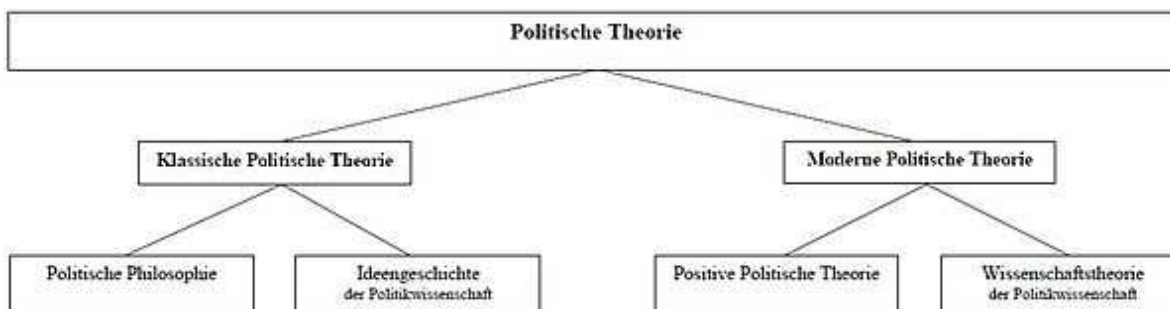 Politische Theorie
Klassische Politische Theorie
Moderne Politische Theorie
Politische Philosophie
Ideengeschichte
der Politikwissenschaft
Positive Politische Theorie
Wissenschaftstheorie
der Politikwissenschaft